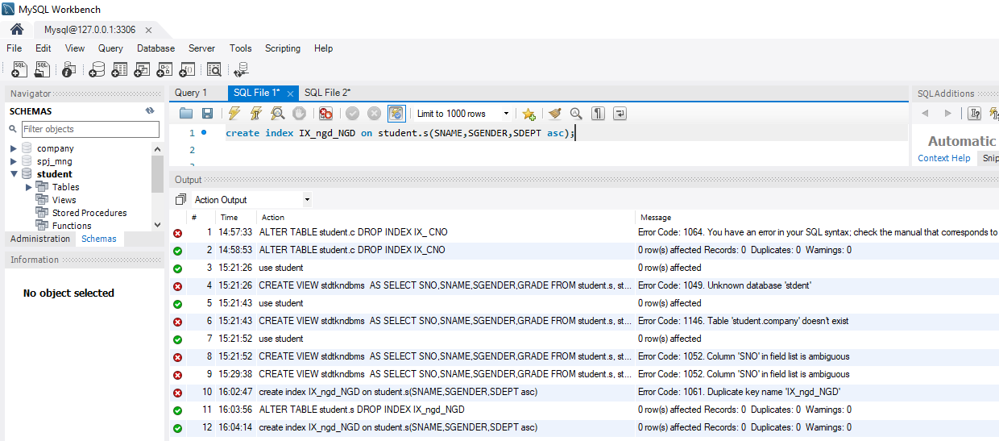 MySQL Workbench
Mysql@127.0.0.1:3306
File Edit View Query Database Server Tools Scripting Help
Navigator
SCHEMAS
Filter objects
company
spj_mng
student
Tables
Views
Stored Procedures
Functions
Administration Schemas
Information
No object selected
Query 1 SQL File 1* SQL File 2*
Limit to 1000 rows
1 create index IX_ngd_NGD on student.s(SNAME,SGENDER,SDEPT asc);
2
SQLAdditions
Automatic
Context Help Snip
Output
Action Output
# Time Action Message
1 14:57:33 ALTER TABLE student.c DROP INDEX IX_ CNO Error Code: 1064. You have an error in your SQL syntax; check the manual that corresponds to
2 14:58:53 ALTER TABLE student.c DROP INDEX IX_CNO 0 row(s) affected Records: 0 Duplicates: 0 Warnings: 0
3 15:21:26 use student 0 row(s) affected
4 15:21:26 CREATE VIEW stdtkndbms AS SELECT SNO,SNAME,SGENDER,GRADE FROM student.s, st... Error Code: 1049. Unknown database 'stdent'
5 15:21:43 use student 0 row(s) affected
6 15:21:43 CREATE VIEW stdtkndbms AS SELECT SNO,SNAME,SGENDER,GRADE FROM student.s, st... Error Code: 1146. Table 'student.company' doesn't exist
7 15:21:52 use student 0 row(s) affected
8 15:21:52 CREATE VIEW stdtkndbms AS SELECT SNO,SNAME,SGENDER,GRADE FROM student.s, st... Error Code: 1052. Column 'SNO' in field list is ambiguous
9 15:29:38 CREATE VIEW stdtkndbms AS SELECT SNO,SNAME,SGENDER,GRADE FROM student.s, st... Error Code: 1052. Column 'SNO' in field list is ambiguous
10 16:02:47 create index IX_ngd_NGD on student.s(SNAME,SGENDER,SDEPT asc) Error Code: 1061. Duplicate key name 'IX_ngd_NGD'
11 16:03:56 ALTER TABLE student.s DROP INDEX IX_ngd_NGD 0 row(s) affected Records: 0 Duplicates: 0 Warnings: 0
12 16:04:14 create index IX_ngd_NGD on student.s(SNAME,SGENDER,SDEPT asc) 0 row(s) affected Records: 0 Duplicates: 0 Warnings: 0